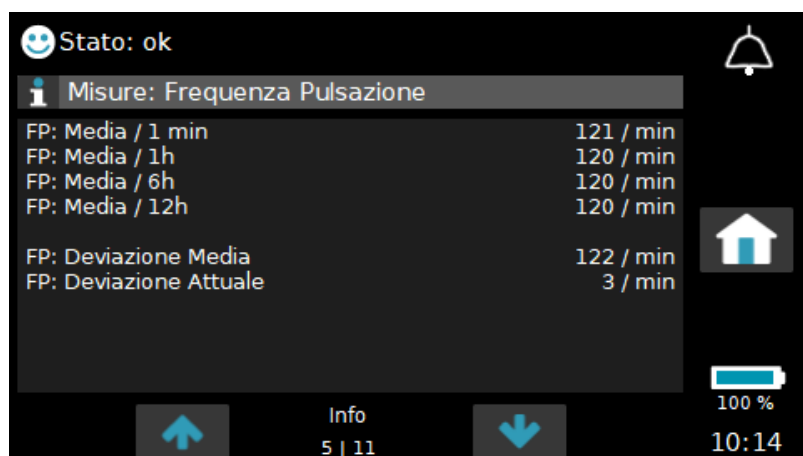 Stato: ok
Misure: Frequenza Pulsazione
FP: Media / 1 min 121 / min
FP: Media / 1h 120 / min
FP: Media / 6h 120 / min
FP: Media / 12h 120 / min
FP: Deviazione Media 122 / min
FP: Deviazione Attuale 3 / min
Info
5 | 11
100 %
10:14